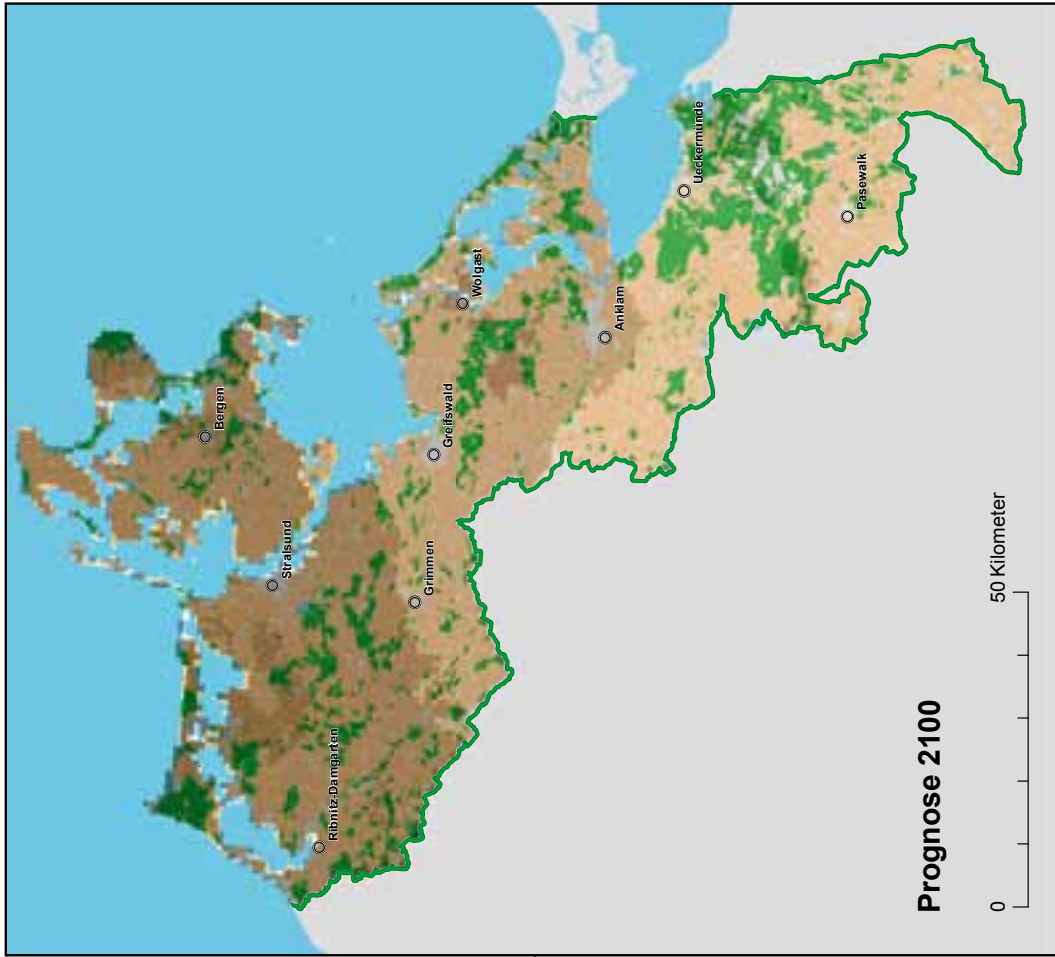 Bergen
Stralsund
Ribnitz-Damgarten
Grimmen
Greifswald
Wolgast
Anklam
Ueckermünde
Pasewalk
Prognose 2100
0
50 Kilometer